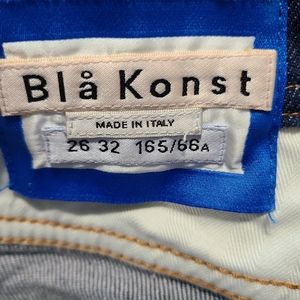 Blå Konst
MADE IN ITALY
26 32 165/66A